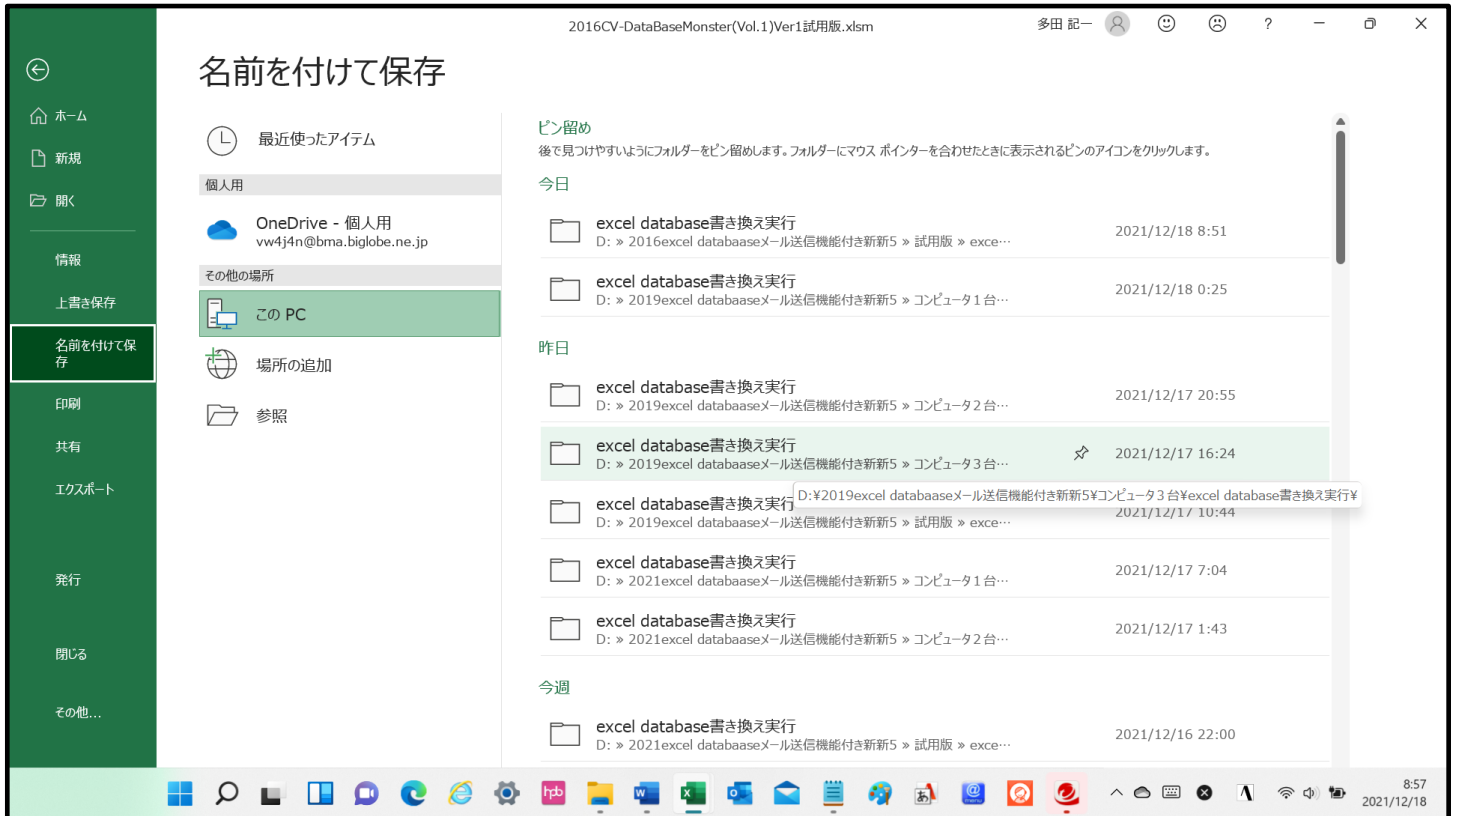 2016CV-DataBaseMonster(Vol.1)Ver1試用版.xlsm
多田 記一
?
名前を付けて保存
ホーム
新規
開く
情報
上書き保存
名前を付けて保
存
印刷
共有
エクスポート
発行
閉じる
その他...
最近使ったアイテム
個人用
OneDrive - 個人用
vw4j4n@bma.biglobe.ne.jp
その他の場所
この PC
場所の追加
参照
ピン留め
後で見つけやすいようにフォルダーをピン留めします。フォルダーにマウス ポインターを合わせたときに表示されるピンのアイコンをクリックします。
今日
excel database書き換え実行
2021/12/18 8:51
D: » 2016excel databaaseメール送信機能付き新新5 » 試用版 » exce…
excel database書き換え実行
2021/12/18 0:25
D: » 2019excel databaaseメール送信機能付き新新5 » コンピュータ1台…
昨日
excel database書き換え実行
2021/12/17 20:55
D: » 2019excel databaaseメール送信機能付き新新5 » コンピュータ2台…
excel database書き換え実行
2021/12/17 16:24
D: » 2019excel databaaseメール送信機能付き新新5 » コンピュータ3台…
D:¥2019excel databaaseメール送信機能付き新新5¥コンピュータ3台¥excel database書き換え実行¥
excel database書き換え実行
2021/12/17 10:44
D: » 2019excel databaaseメール送信機能付き新新5 » 試用版 » exce…
excel database書き換え実行
2021/12/17 7:04
D: » 2021excel databaaseメール送信機能付き新新5 » コンピュータ1台…
excel database書き換え実行
2021/12/17 1:43
D: » 2021excel databaaseメール送信機能付き新新5 » コンピュータ2台…
今週
excel database書き換え実行
2021/12/16 22:00
D: » 2021excel databaaseメール送信機能付き新新5 » 試用版 » exce…
hpb
8:57
2021/12/18